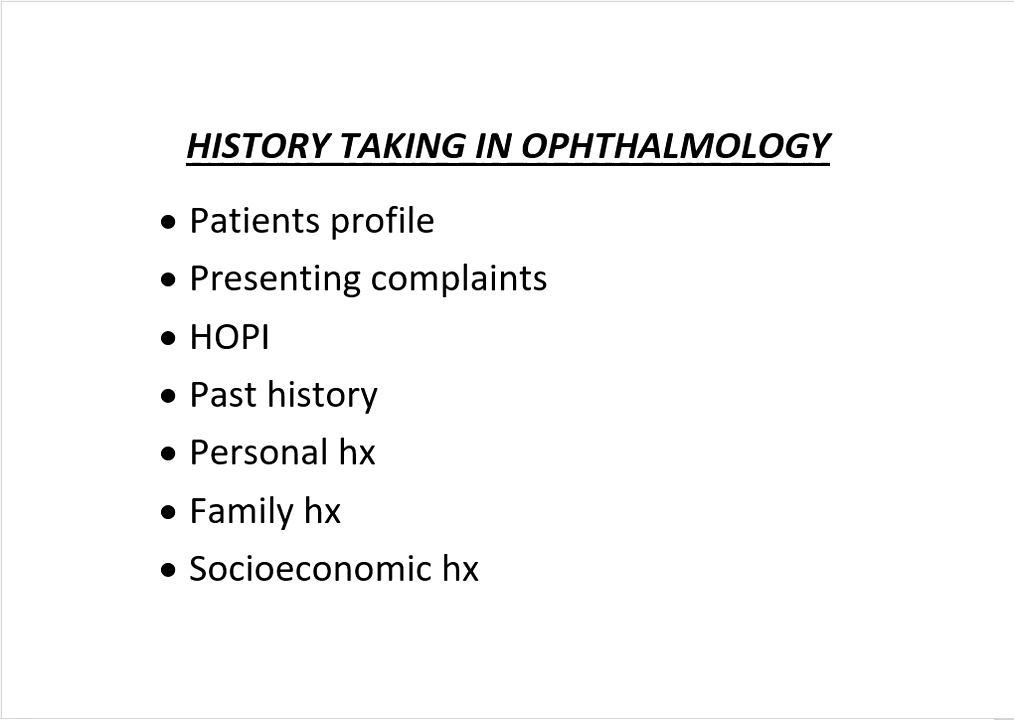 HISTORY TAKING IN OPHTHALMOLOGY
• Patients profile
• Presenting complaints
• HOPI
• Past history
• Personal hx
• Family hx
• Socioeconomic hx